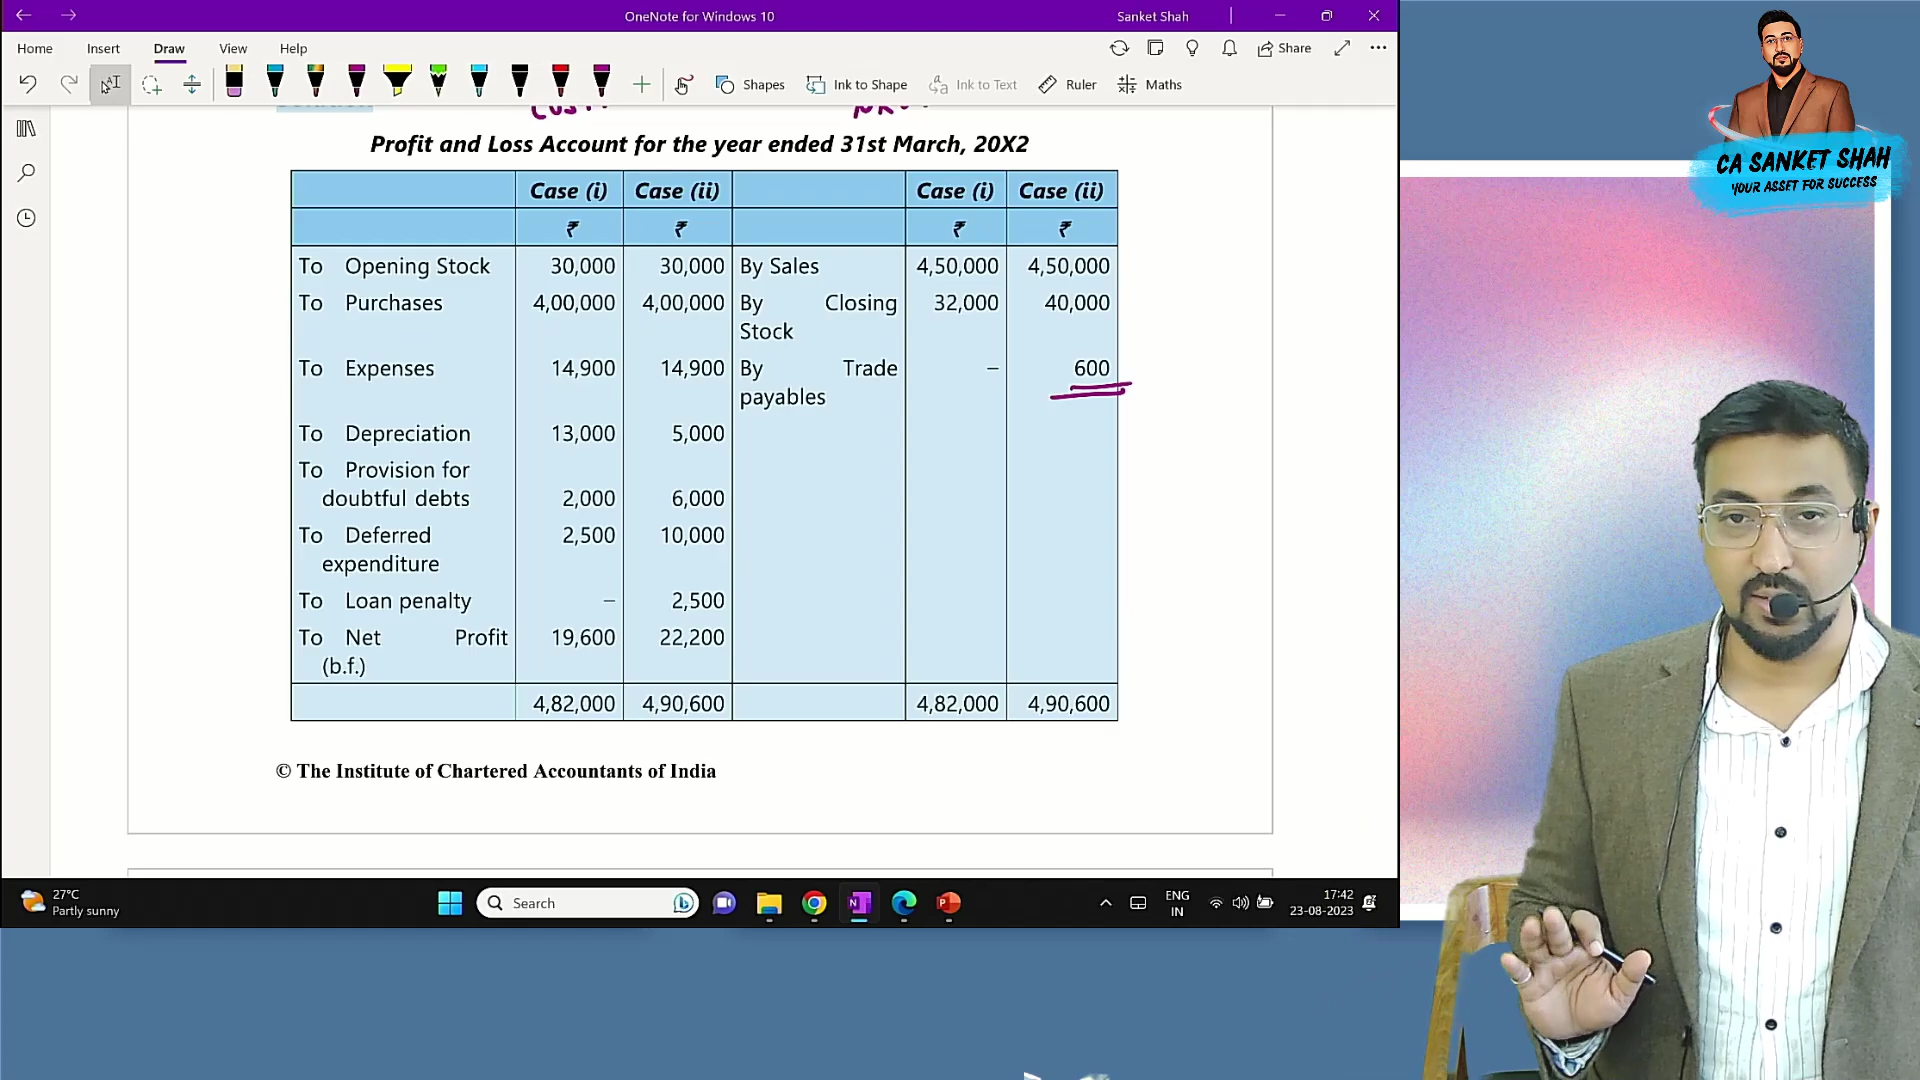 OneNote for Windows 10
Sanket Shah
Home Insert Draw View Help
Share
Shapes Ink to Shape Ink to Text Ruler Maths
CA SANKET SHAH
YOUR ASSET FOR SUCCESS
Profit and Loss Account for the year ended 31st March, 20X2
Case (i) Case (ii) Case (i) Case (ii)
₹ ₹ ₹ ₹
To Opening Stock 30,000 30,000 By Sales 4,50,000 4,50,000
To Purchases 4,00,000 4,00,000 By Closing 32,000 40,000
Stock
To Expenses 14,900 14,900 By Trade – 600
payables
To Depreciation 13,000 5,000
To Provision for
doubtful debts 2,000 6,000
To Deferred 2,500 10,000
expenditure
To Loan penalty – 2,500
To Net Profit 19,600 22,200
(b.f.)
4,82,000 4,90,600 4,82,000 4,90,600
© The Institute of Chartered Accountants of India
27°C
Partly sunny
Search
ENG
IN
17:42
23-08-2023